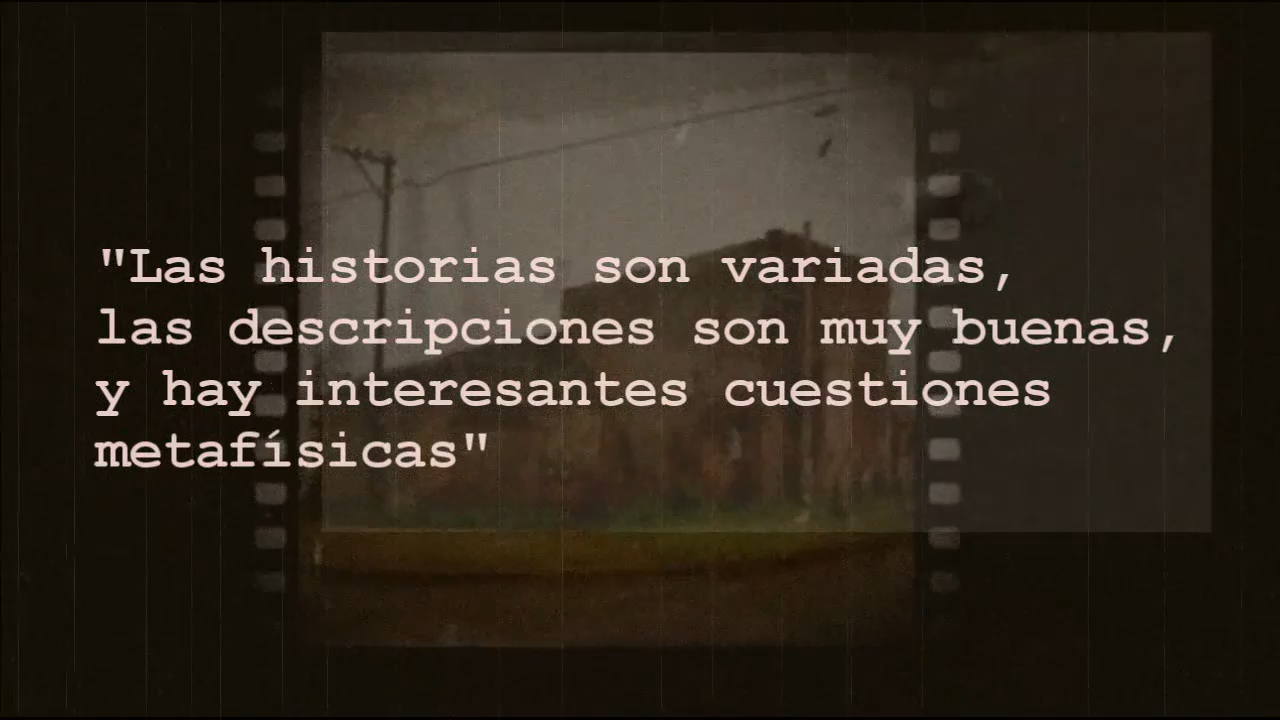 "Las historias son variadas,
las descripciones son muy buenas,
y hay interesantes cuestiones
metafísicas"